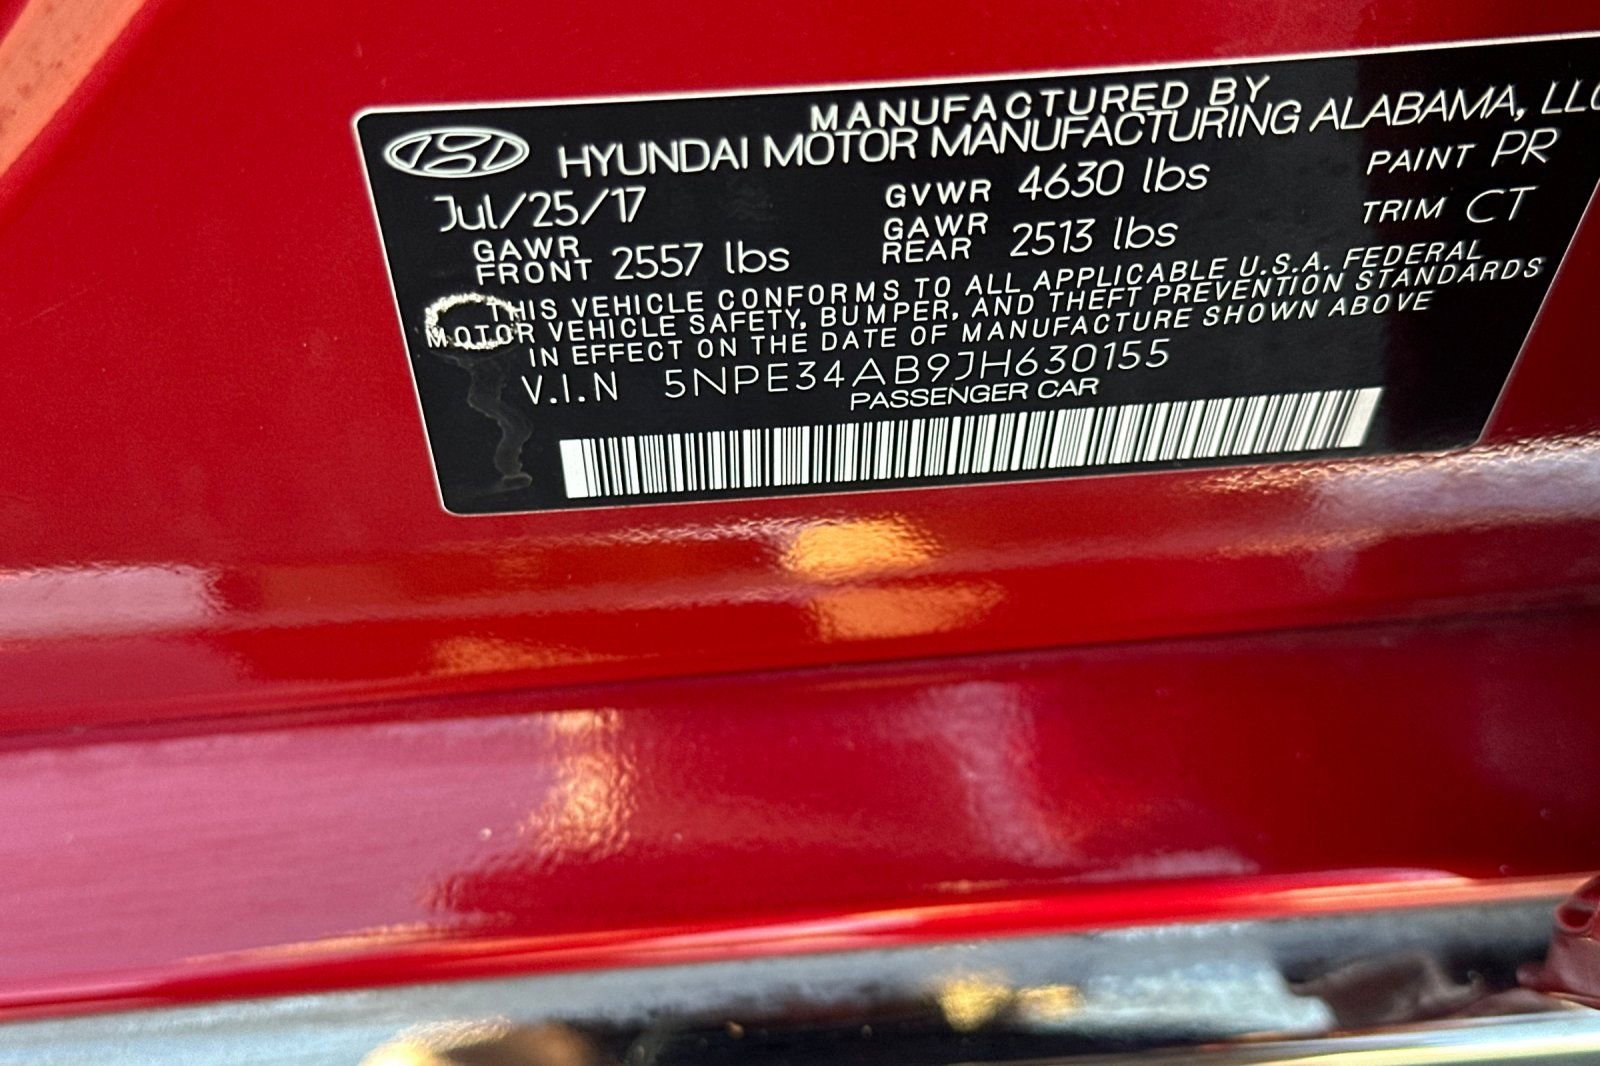 MANUFACTURED BY
HYUNDAI MOTOR MANUFACTURING ALABAMA, LLC
Jul/25/17 GVWR 4630 lbs PAINT PR
GAWR FRONT 2557 lbs GAWR REAR 2513 lbs TRIM CT
THIS VEHICLE CONFORMS TO ALL APPLICABLE U.S.A. FEDERAL
MOTOR VEHICLE SAFETY, BUMPER, AND THEFT PREVENTION STANDARDS
IN EFFECT ON THE DATE OF MANUFACTURE SHOWN ABOVE
V.I.N 5NPE34AB9JH630155
PASSENGER CAR